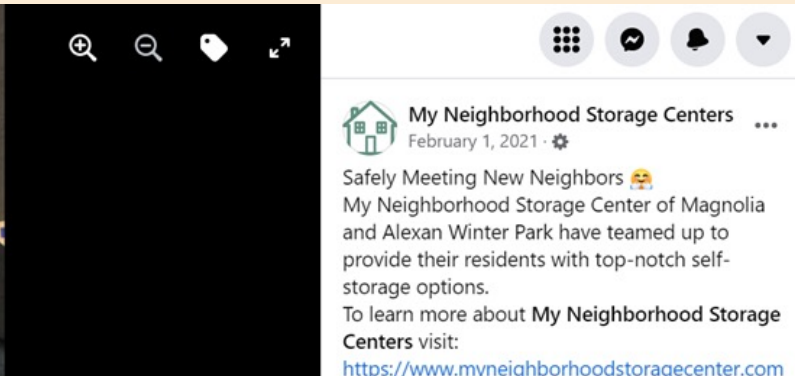 My Neighborhood Storage Centers
February 1, 2021 ·
Safely Meeting New Neighbors 🤗
My Neighborhood Storage Center of Magnolia
and Alexan Winter Park have teamed up to
provide their residents with top-notch self-
storage options.
To learn more about My Neighborhood Storage
Centers visit:
https://www.myneighborhoodstoragecenter.com